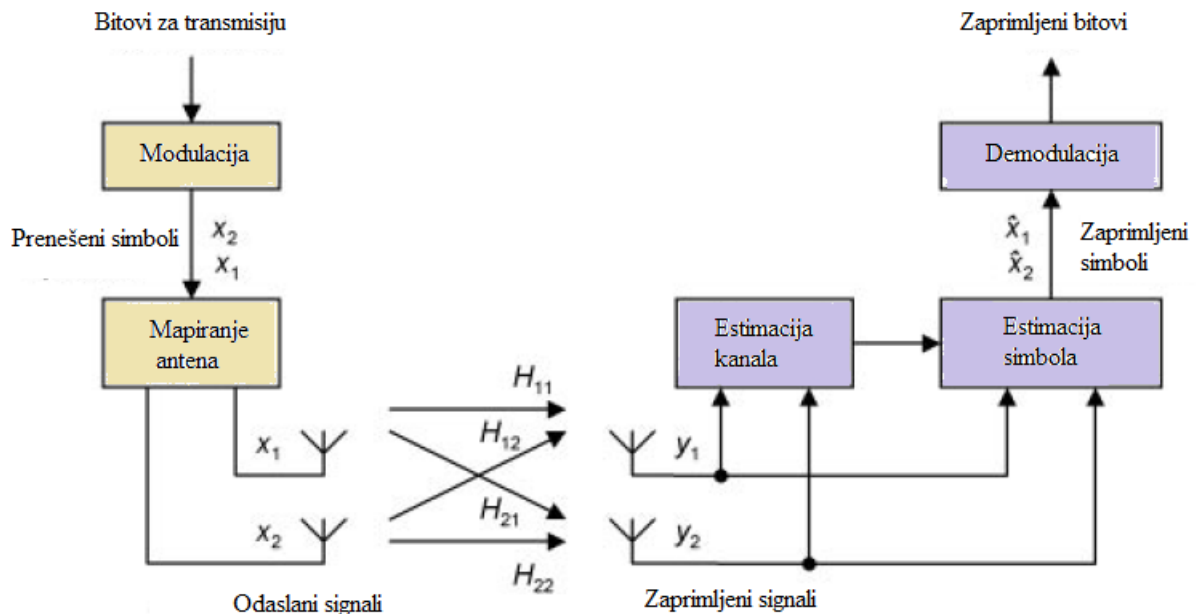 Bitovi za transmisiju
Zaprimljeni bitovi
Modulacija
Demodulacija
Prenešeni simboli
x₂
x₁
x̂₁
x̂₂
Zaprimljeni
simboli
Mapiranje
antena
Estimacija
kanala
Estimacija
simbola
H₁₁
H₁₂
x₁
y₁
H₂₁
x₂
y₂
H₂₂
Odaslani signali
Zaprimljeni signali